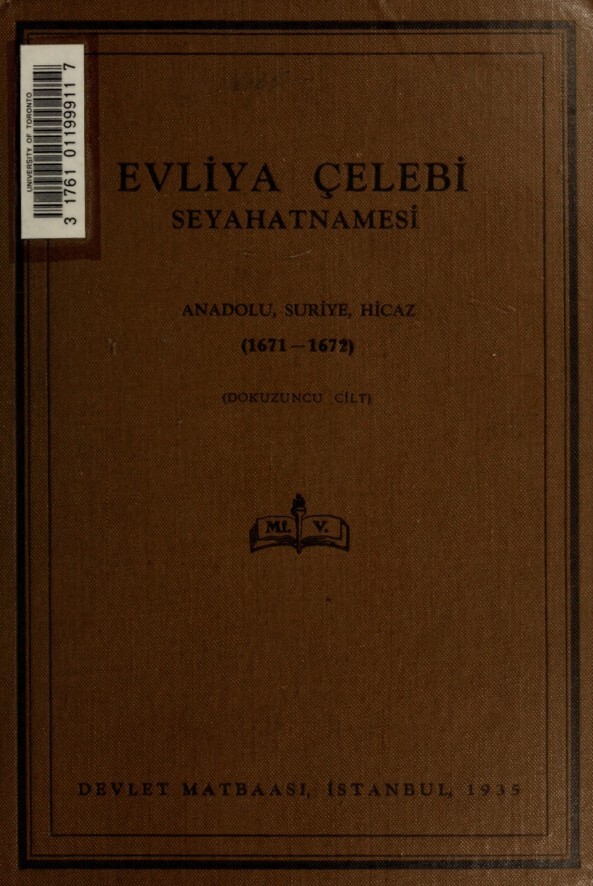 UNIVERSITY OF TORONTO
3 1761 01199911 7
EVLİYA ÇELEBİ
SEYAHATNAMESİ
ANADOLU, SURİYE, HİCAZ
(1671—1672)
(DOKUZUNCU CİLT)
Mf. V.
DEVLET MATBAASI, İSTANBUL, 1935